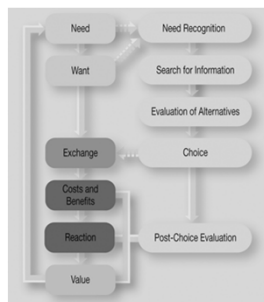 Need
Need Recognition
Want
Search for Information
Evaluation of Alternatives
Exchange
Choice
Costs and
Benefits
Reaction
Post-Choice Evaluation
Value